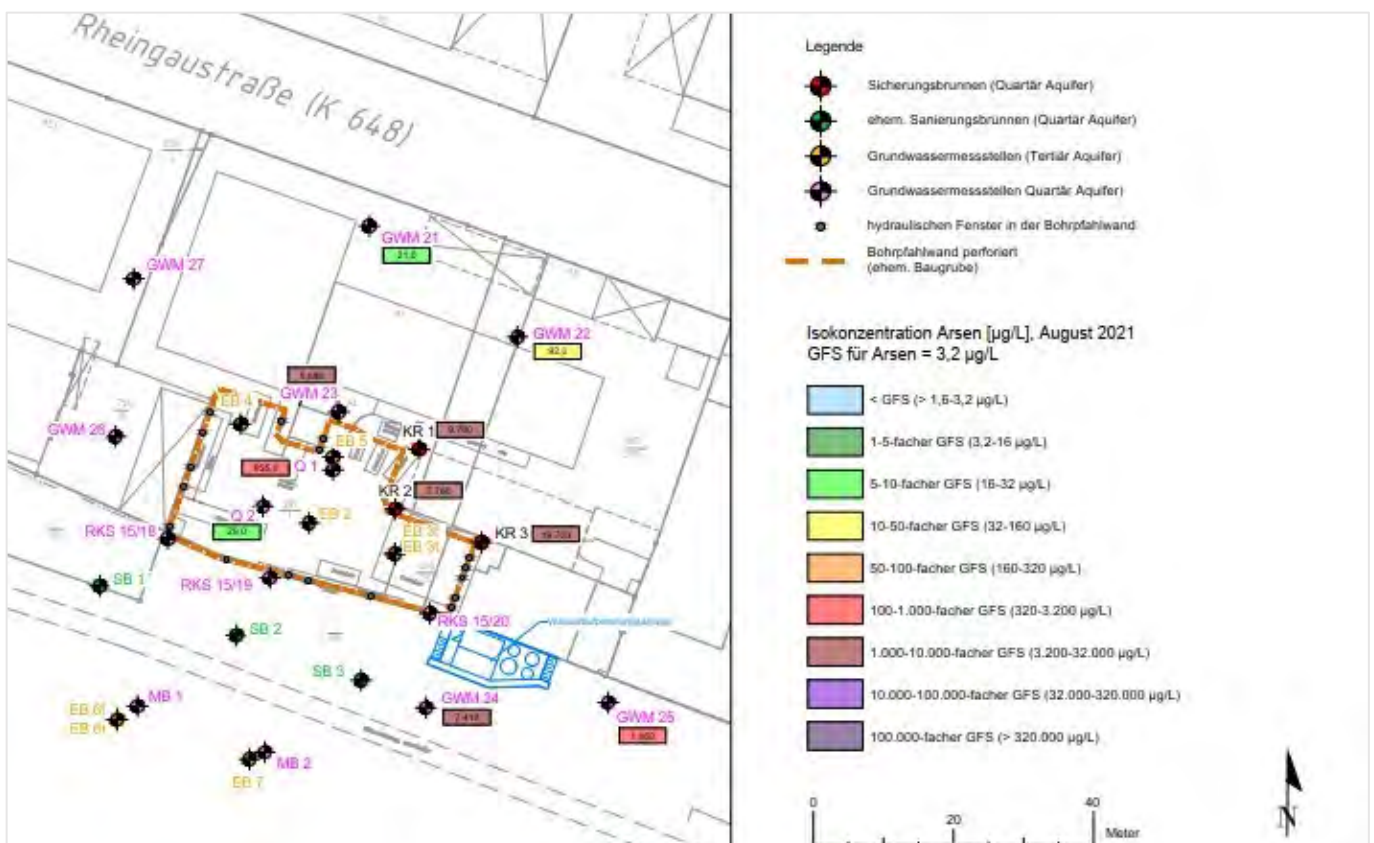 Rheingaustraße (K 648)
GWM 27
GWM 21
21,0
GWM 22
GWM 23
EB 4
GWM 28
EB 5
KR 1
Q 1
KR 2
Q 2
EB 2
KR 3
RKS 15/18
EB 3t
SB 1
RKS 15/19
RKS 15/20
SB 2
SB 3
MB 1
GWM 24
GWM 25
EB 7
MB 2
Legende
Sicherungsbrunnen (Quartär Aquifer)
ehem. Sanierungsbrunnen (Quartär Aquifer)
Grundwassermessstellen (Tertiär Aquifer)
Grundwassermessstellen Quartär Aquifer)
hydraulischen Fenster in der Bohrpfahlwand
Bohrpfahlwand perforiert
(ehem. Baugrube)
Isokonzentration Arsen [µg/L], August 2021
GFS für Arsen = 3,2 µg/L
< GFS (> 1,6-3,2 µg/L)
1-5-facher GFS (3,2-16 µg/L)
5-10-facher GFS (16-32 µg/L)
10-50-facher GFS (32-160 µg/L)
50-100-facher GFS (160-320 µg/L)
100-1.000-facher GFS (320-3.200 µg/L)
1.000-10.000-facher GFS (3.200-32.000 µg/L)
10.000-100.000-facher GFS (32.000-320.000 µg/L)
100.000-facher GFS (> 320.000 µg/L)
0
20
40
Meter
N